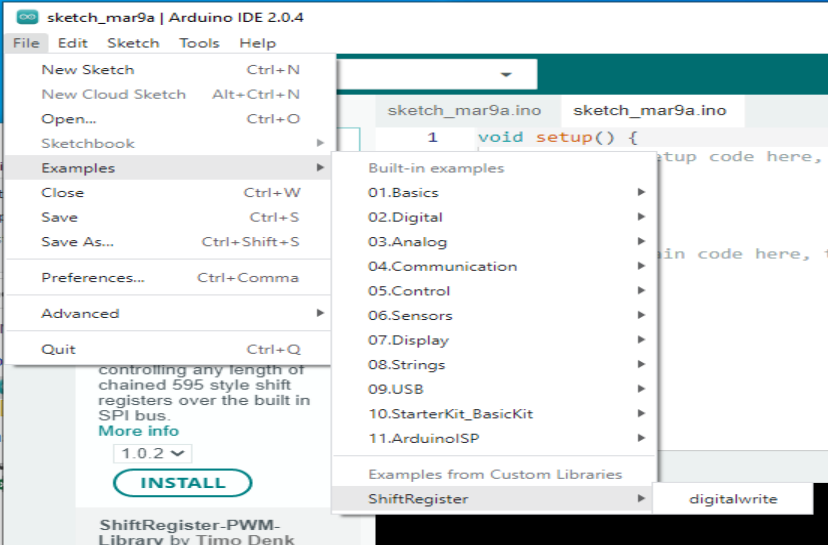 sketch_mar9a | Arduino IDE 2.0.4
File Edit Sketch Tools Help
New Sketch Ctrl+N
New Cloud Sketch Alt+Ctrl+N
Open... Ctrl+O
Sketchbook
Examples
Close Ctrl+W
Save Ctrl+S
Save As... Ctrl+Shift+S
Preferences... Ctrl+Comma
Advanced
Quit Ctrl+Q
sketch_mar9a.ino sketch_mar9a.ino
1 void setup() {
etup code here,
in code here,
Built-in examples
01.Basics
02.Digital
03.Analog
04.Communication
05.Control
06.Sensors
07.Display
08.Strings
09.USB
10.StarterKit_BasicKit
11.ArduinoISP
Examples from Custom Libraries
ShiftRegister
digitalwrite
controlling any length of
chained 595 style shift
registers over the built in
SPI bus.
More info
1.0.2
INSTALL
ShiftRegister-PWM-
Library by Timo Denk